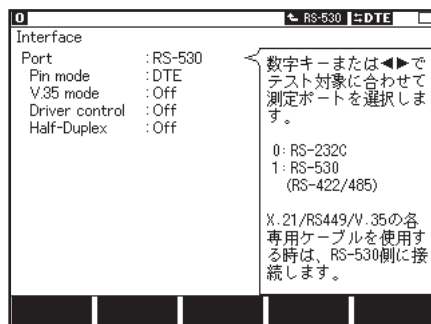 0
RS-530
DTE
Interface
Port :RS-530
Pin mode :DTE
V.35 mode :Off
Driver control :Off
Half-Duplex :Off
数字キーまたは◀▶で
テスト対象に合わせて
測定ポートを選択しま
す。
0: RS-232C
1: RS-530
(RS-422/485)
X.21/RS449/V.35の各
専用ケーブルを使用す
る時は、RS-530側に接
続します。